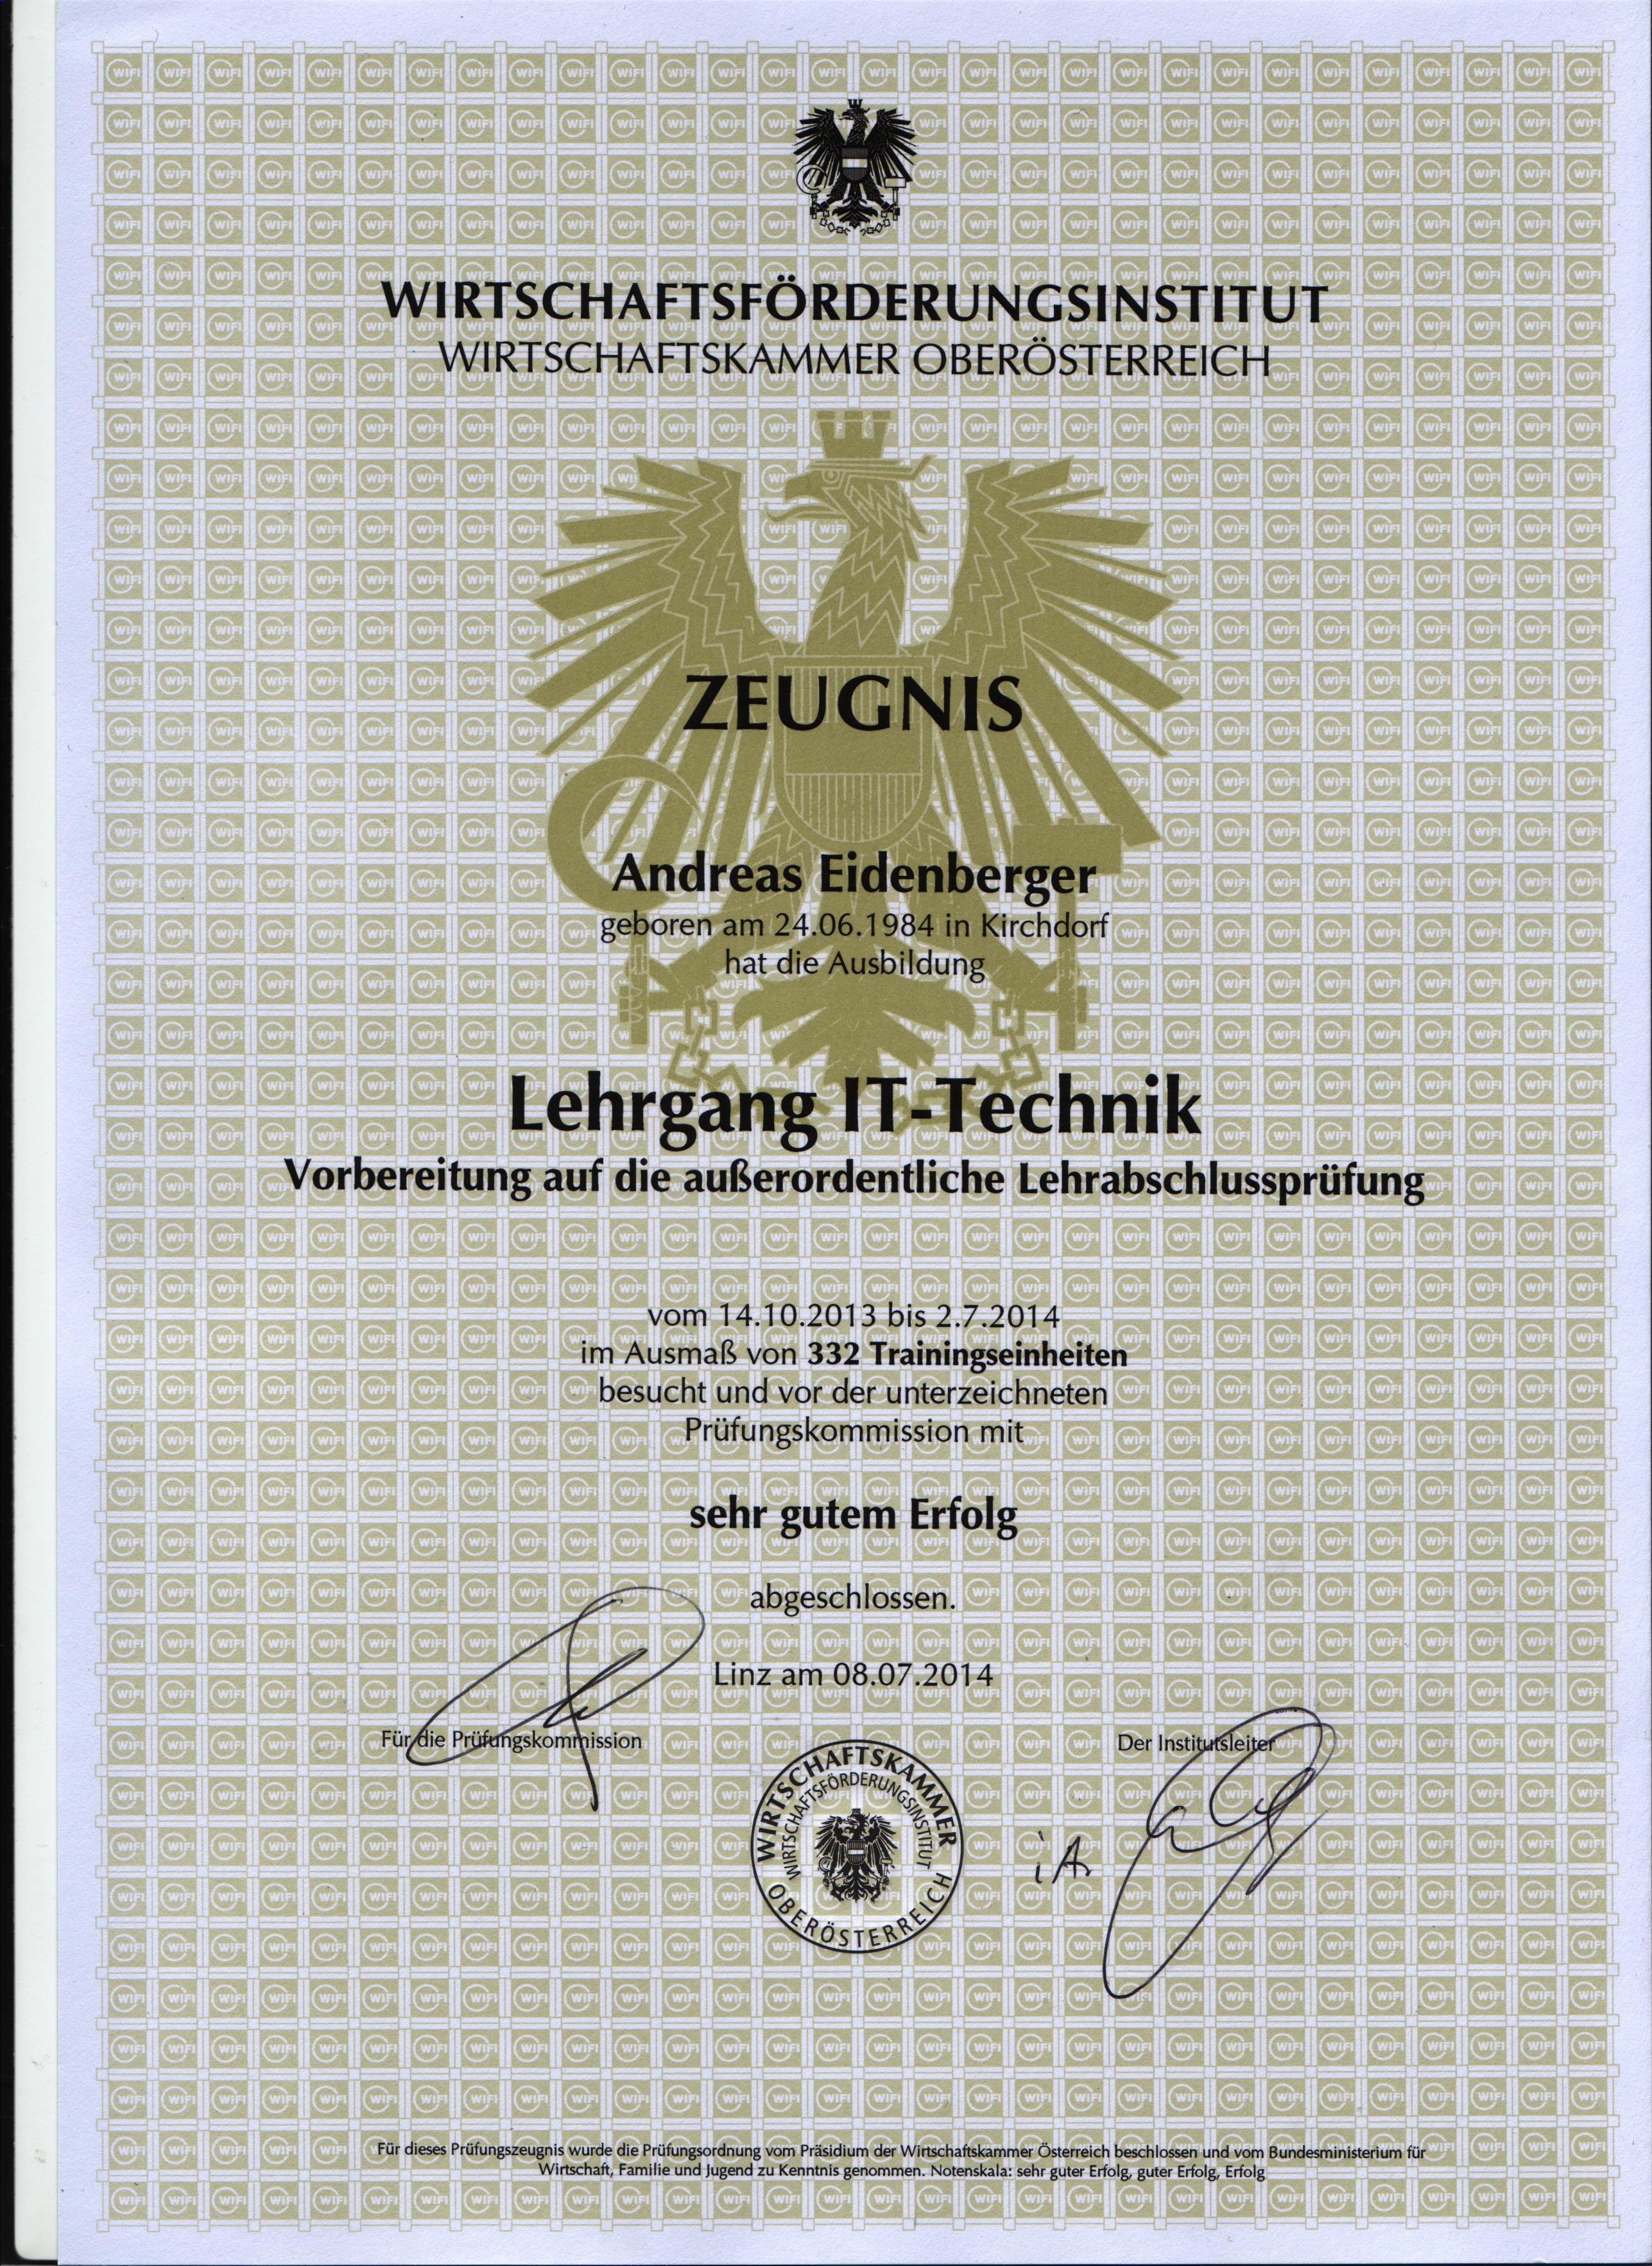 WIRTSCHAFTSFÖRDERUNGSINSTITUT
WIRTSCHAFTSKAMMER OBERÖSTERREICH
ZEUGNIS
Andreas Eidenberger
geboren am 24.06.1984 in Kirchdorf
hat die Ausbildung
Lehrgang IT-Technik
Vorbereitung auf die außerordentliche Lehrabschlussprüfung
vom 14.10.2013 bis 2.7.2014
im Ausmaß von 332 Trainingseinheiten
besucht und vor der unterzeichneten
Prüfungskommission mit
sehr gutem Erfolg
abgeschlossen.
Linz am 08.07.2014
Für die Prüfungskommission
Der Institutsleiter
WIRTSCHAFTSKAMMER
WIRTSCHAFTSFÖRDERUNGSINSTITUT
OBERÖSTERREICH
iA.
Für dieses Prüfungszeugnis wurde die Prüfungsordnung vom Präsidium der Wirtschaftskammer Österreich beschlossen und vom Bundesministerium für
Wirtschaft, Familie und Jugend zu Kenntnis genommen. Notenskala: sehr guter Erfolg, guter Erfolg, Erfolg
WIFI